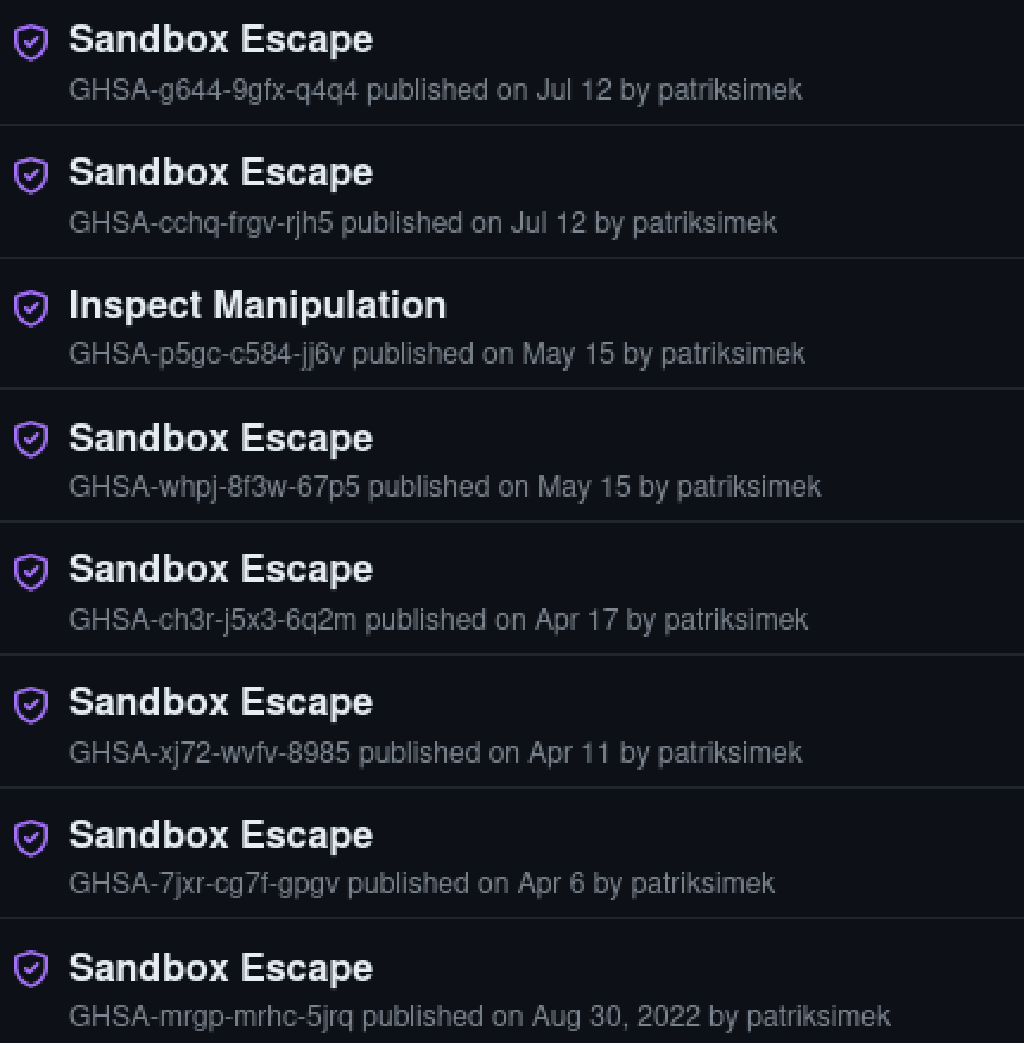 Sandbox Escape
GHSA-g644-9gfx-q4q4 published on Jul 12 by patriksimek
Sandbox Escape
GHSA-cchq-frgv-rjh5 published on Jul 12 by patriksimek
Inspect Manipulation
GHSA-p5gc-c584-jj6v published on May 15 by patriksimek
Sandbox Escape
GHSA-whpj-8f3w-67p5 published on May 15 by patriksimek
Sandbox Escape
GHSA-ch3r-j5x3-6q2m published on Apr 17 by patriksimek
Sandbox Escape
GHSA-xj72-wvfv-8985 published on Apr 11 by patriksimek
Sandbox Escape
GHSA-7jxr-cg7f-gpgv published on Apr 6 by patriksimek
Sandbox Escape
GHSA-mrgp-mrhc-5jrq published on Aug 30, 2022 by patriksimek